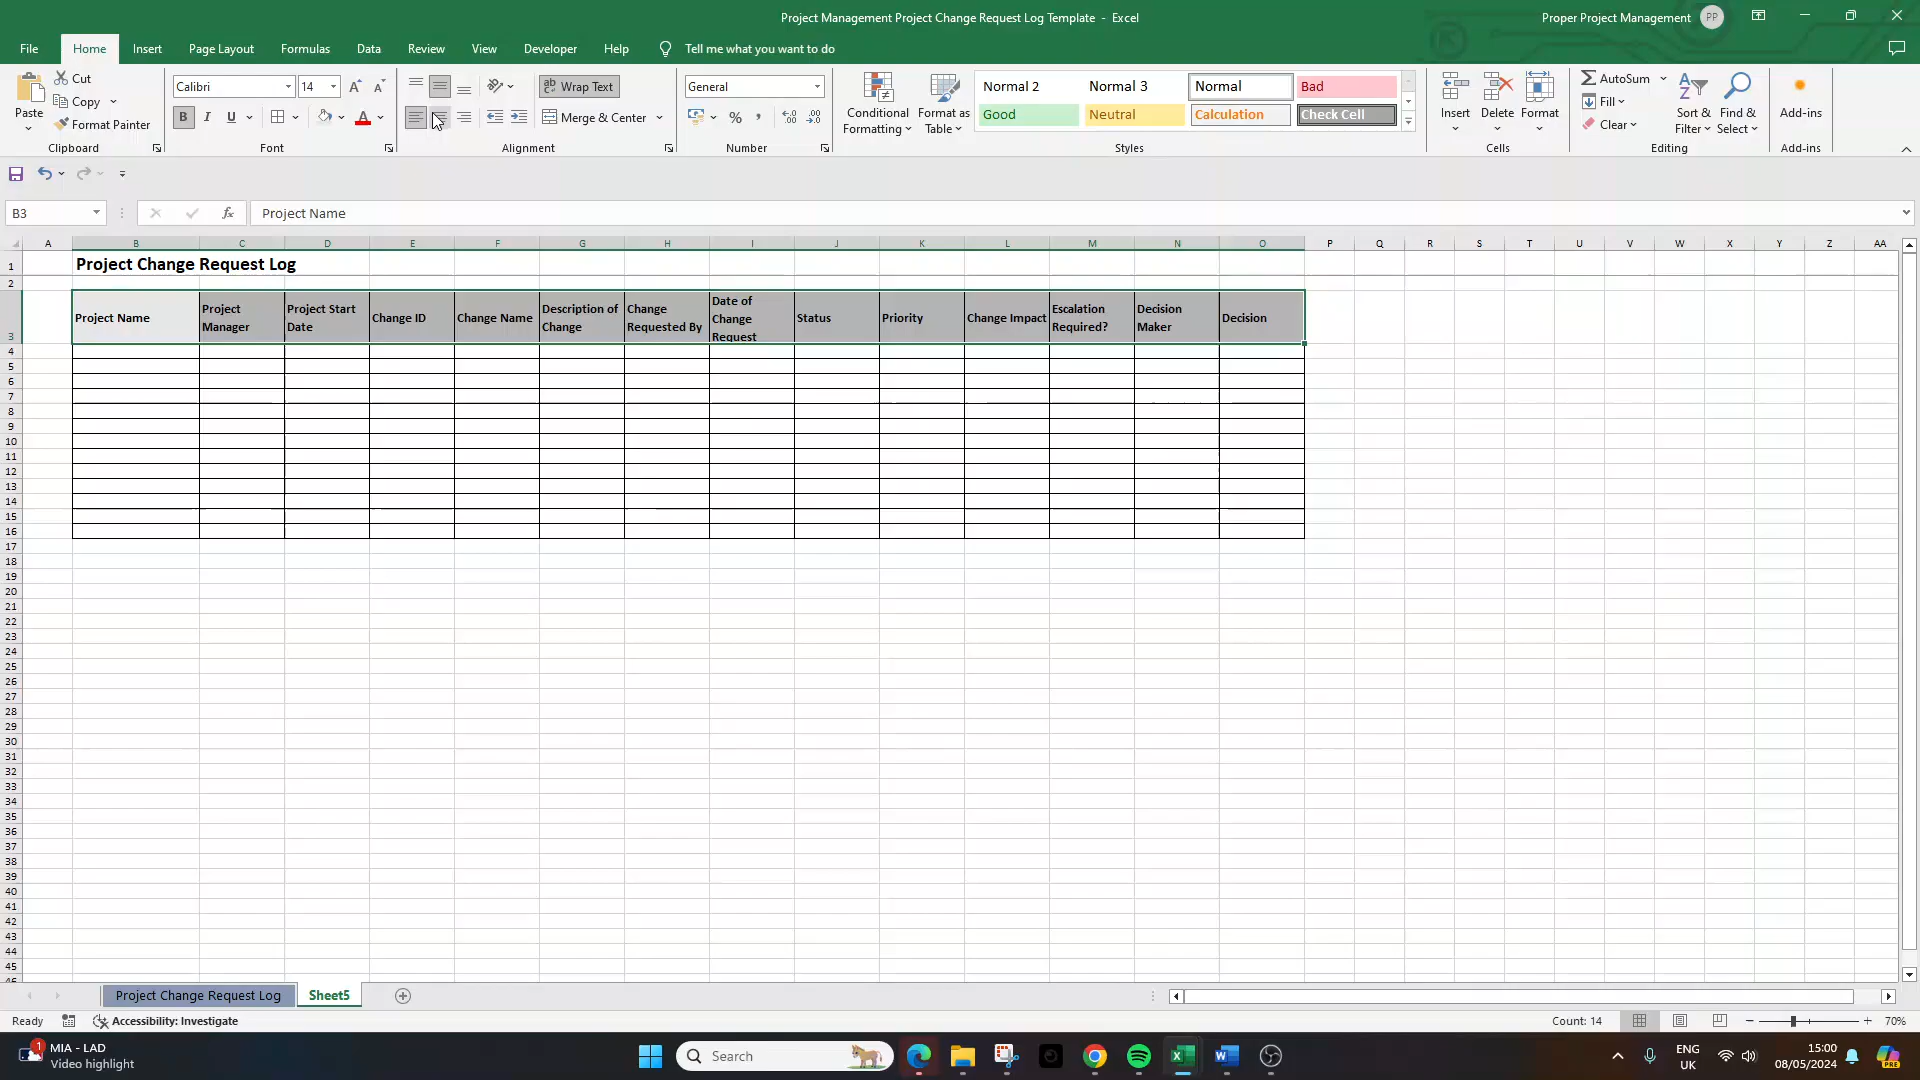 Project Management Project Change Request Log Template - Excel
Proper Project Management PP
File Home Insert Page Layout Formulas Data Review View Developer Help Tell me what you want to do
Paste
Cut
Copy
Format Painter
Clipboard
Calibri 14
B I U
Font
Wrap Text
Merge & Center
Alignment
General
Number
Conditional Formatting
Format as Table
Normal 2 Normal 3 Normal Bad
Good Neutral Calculation Check Cell
Styles
Insert Delete Format
Cells
AutoSum
Fill
Clear
Sort & Filter
Find & Select
Editing
Add-ins
Add-ins
B3 fx Project Name
A B C D E F G H I J K L M N O P Q R S T U V W X Y Z AA
1 Project Change Request Log
2
3 Project Name Project Manager Project Start Date Change ID Change Name Description of Change Change Requested By Date of Change Request Status Priority Change Impact Escalation Required? Decision Maker Decision
4
5
6
7
8
9
10
11
12
13
14
15
16
17
18
19
20
21
22
23
24
25
26
27
28
29
30
31
32
33
34
35
36
37
38
39
40
41
42
43
44
45
46
Project Change Request Log Sheet5
Ready Accessibility: Investigate Count: 14 70%
1 MIA - LAD
Video highlight
Search
ENG
UK
15:00
08/05/2024
PRE